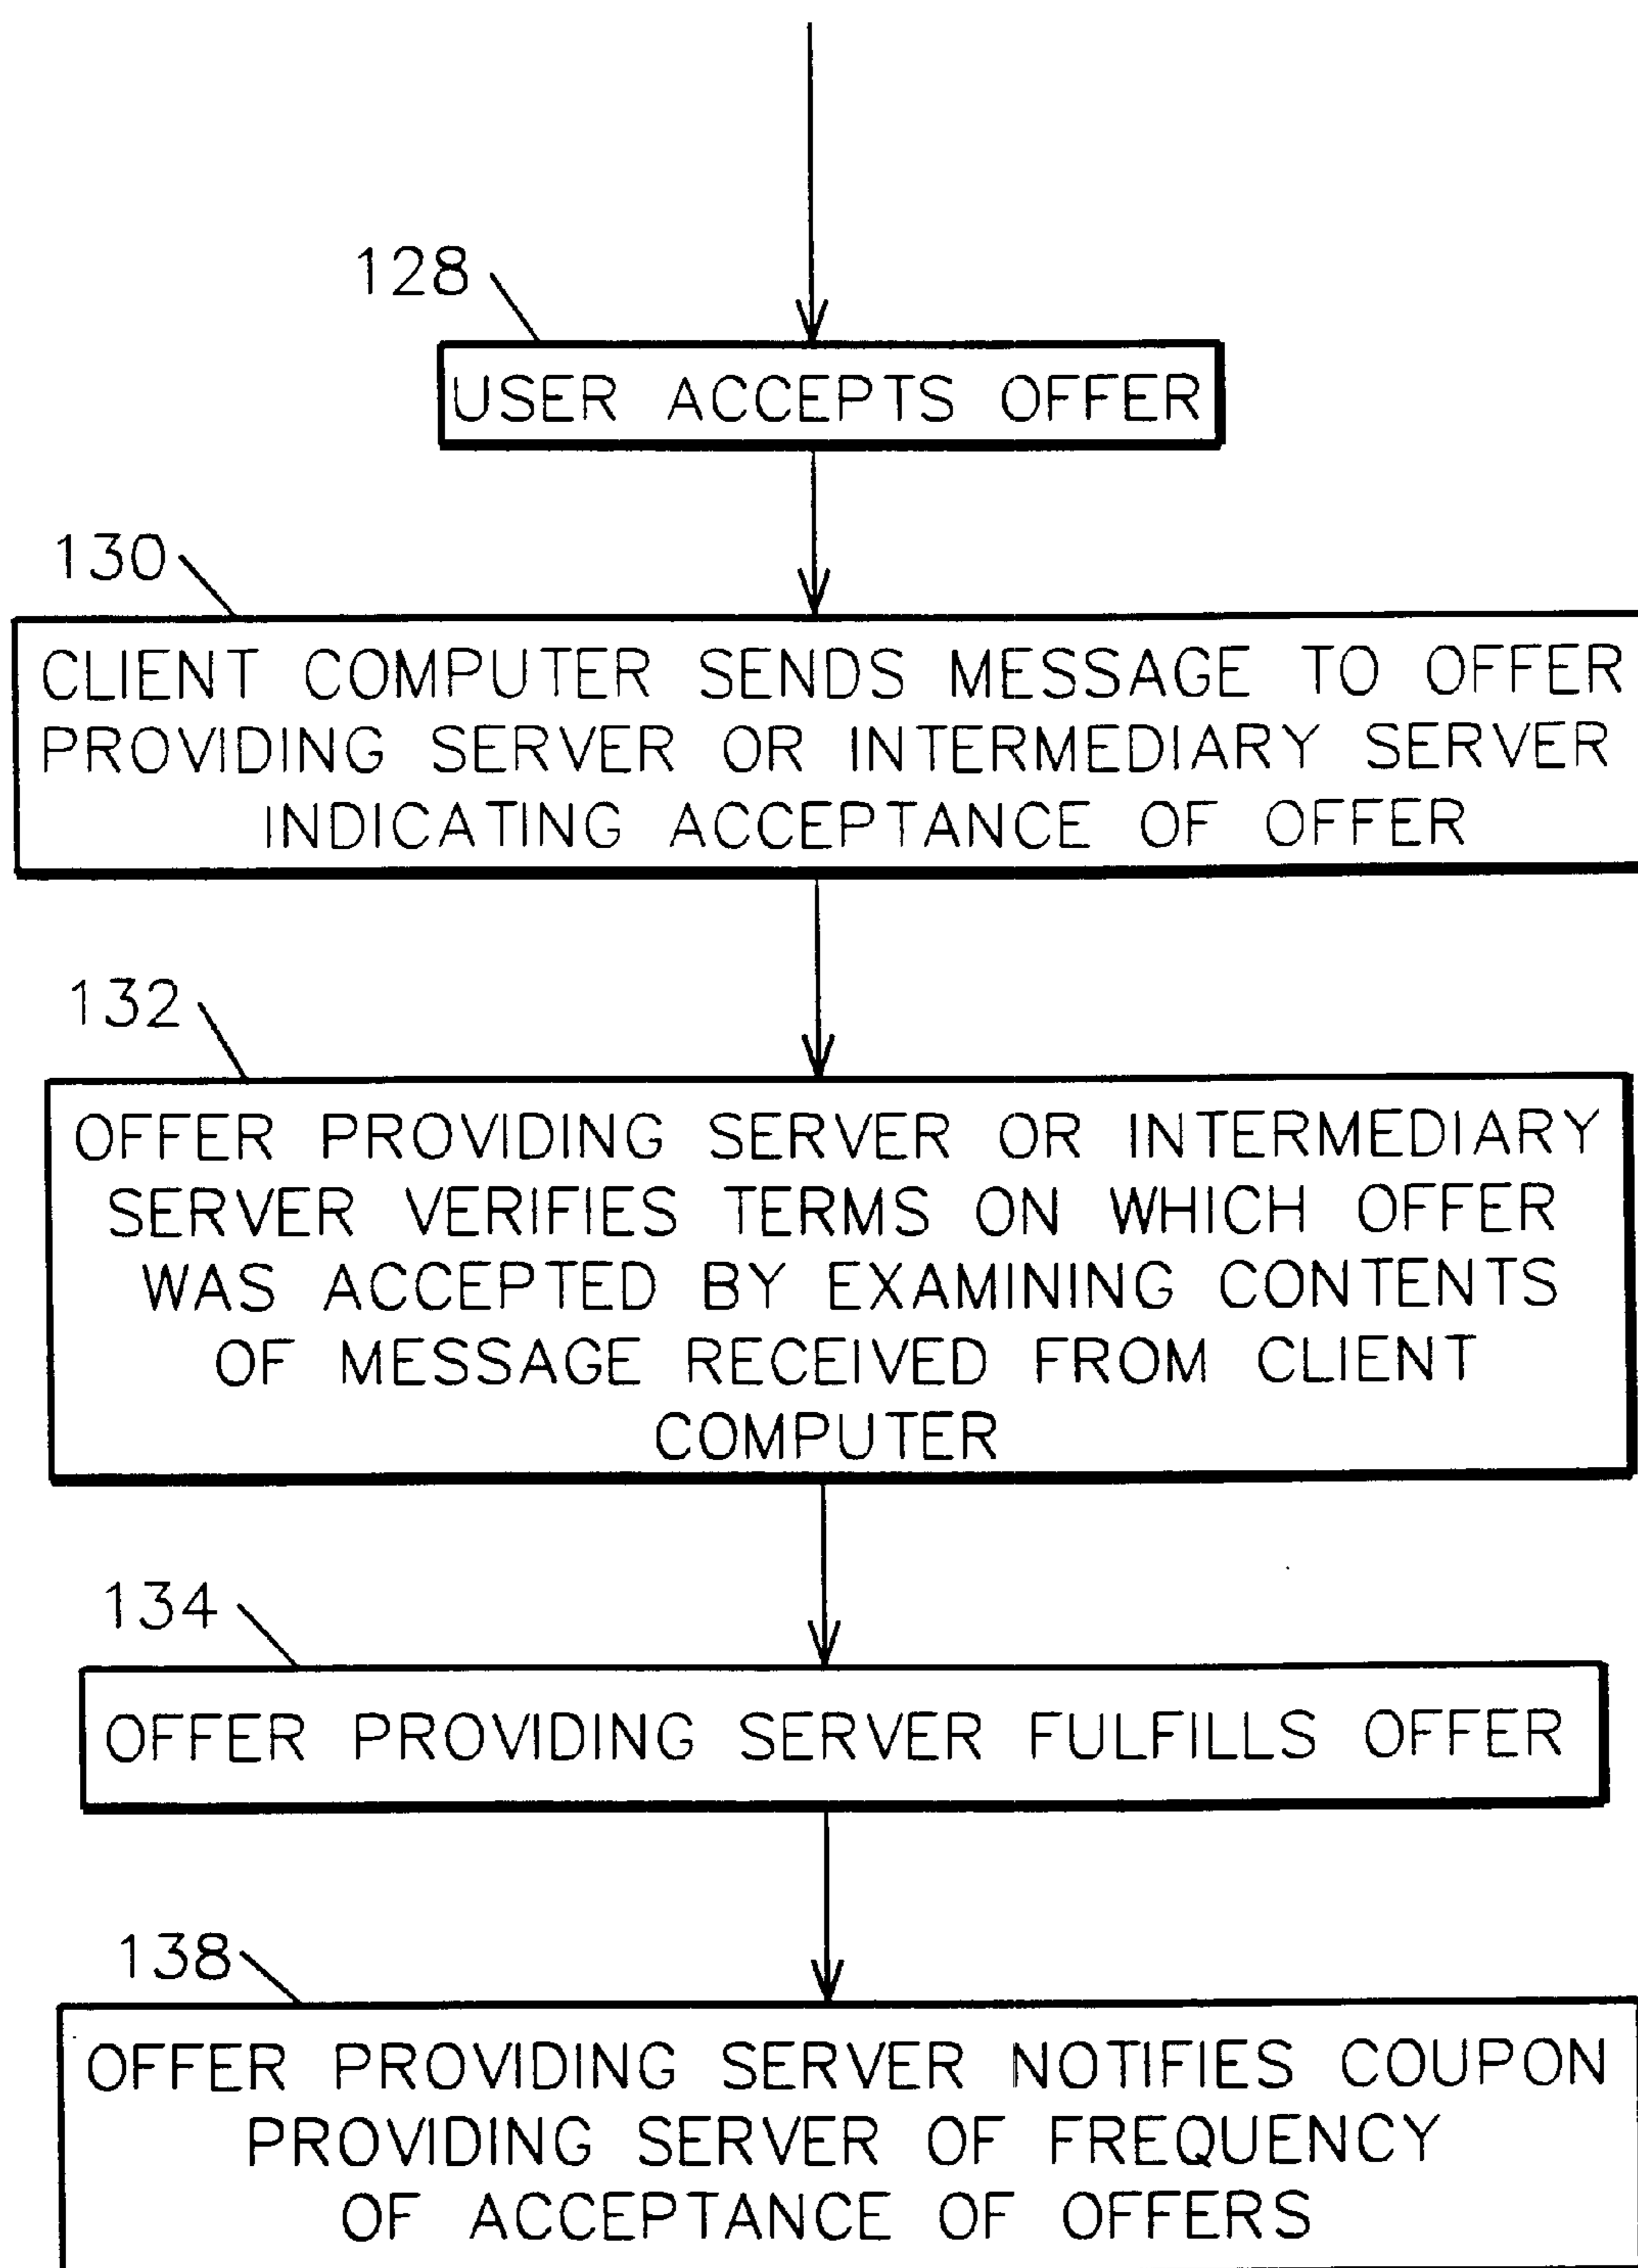 128
USER ACCEPTS OFFER
130
CLIENT COMPUTER SENDS MESSAGE TO OFFER
PROVIDING SERVER OR INTERMEDIARY SERVER
INDICATING ACCEPTANCE OF OFFER
132
OFFER PROVIDING SERVER OR INTERMEDIARY
SERVER VERIFIES TERMS ON WHICH OFFER
WAS ACCEPTED BY EXAMINING CONTENTS
OF MESSAGE RECEIVED FROM CLIENT
COMPUTER
134
OFFER PROVIDING SERVER FULFILLS OFFER
138
OFFER PROVIDING SERVER NOTIFIES COUPON
PROVIDING SERVER OF FREQUENCY
OF ACCEPTANCE OF OFFERS